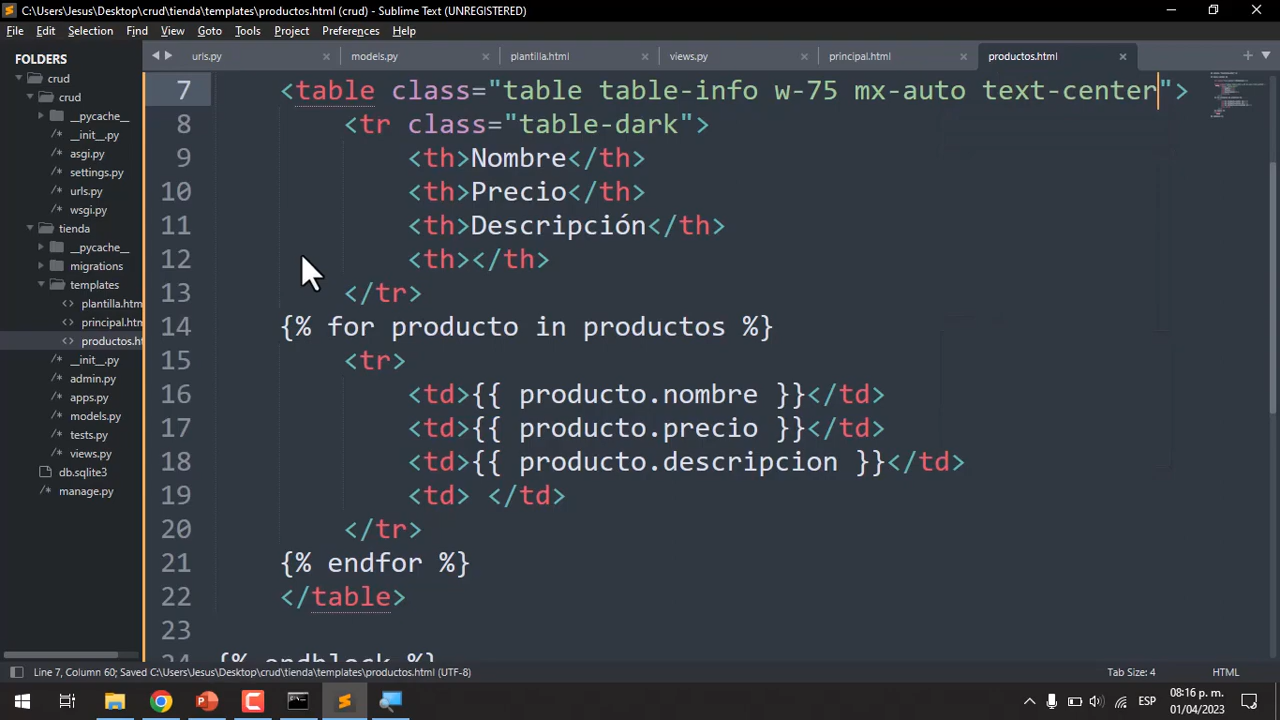 C:\Users\Jesus\Desktop\crud\tienda\templates\productos.html (crud) - Sublime Text (UNREGISTERED)
File Edit Selection Find View Goto Tools Project Preferences Help
FOLDERS
crud
crud
__pycache__
__init__.py
asgi.py
settings.py
urls.py
wsgi.py
tienda
__pycache__
migrations
templates
plantilla.htm
principal.htm
productos.ht
__init__.py
admin.py
apps.py
models.py
tests.py
views.py
db.sqlite3
manage.py
urls.py models.py plantilla.html views.py principal.html productos.html
7 <table class="table table-info w-75 mx-auto text-center">
8 <tr class="table-dark">
9 <th>Nombre</th>
10 <th>Precio</th>
11 <th>Descripción</th>
12 <th></th>
13 </tr>
14 {% for producto in productos %}
15 <tr>
16 <td>{{ producto.nombre }}</td>
17 <td>{{ producto.precio }}</td>
18 <td>{{ producto.descripcion }}</td>
19 <td> </td>
20 </tr>
21 {% endfor %}
22 </table>
23
24 {% endblock %}
Line 7, Column 60; Saved C:\Users\Jesus\Desktop\crud\tienda\templates\productos.html (UTF-8) Tab Size: 4 HTML
ESP 08:16 p. m.
01/04/2023